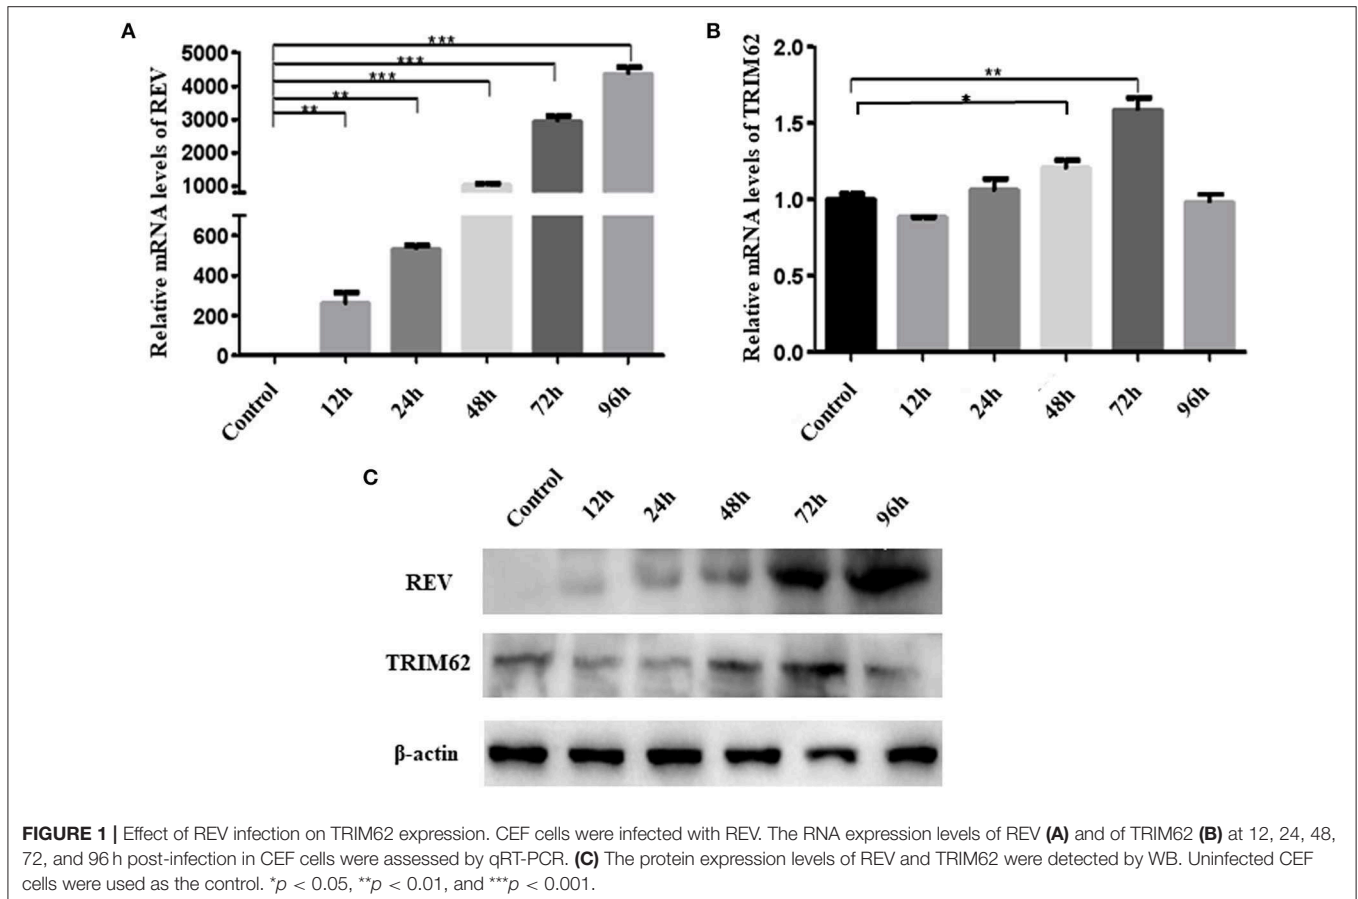 A
Relative mRNA levels of REV
5000
4000
3000
2000
1000
600
400
200
0
***
***
***
**
**
Control
12h
24h
48h
72h
96h
B
Relative mRNA levels of TRIM62
2.0
1.5
1.0
0.5
0.0
**
*
Control
12h
24h
48h
72h
96h
C
Control
12h
24h
48h
72h
96h
REV
TRIM62
β-actin
FIGURE 1 | Effect of REV infection on TRIM62 expression. CEF cells were infected with REV. The RNA expression levels of REV (A) and of TRIM62 (B) at 12, 24, 48,
72, and 96 h post-infection in CEF cells were assessed by qRT-PCR. (C) The protein expression levels of REV and TRIM62 were detected by WB. Uninfected CEF
cells were used as the control. *p < 0.05, **p < 0.01, and ***p < 0.001.